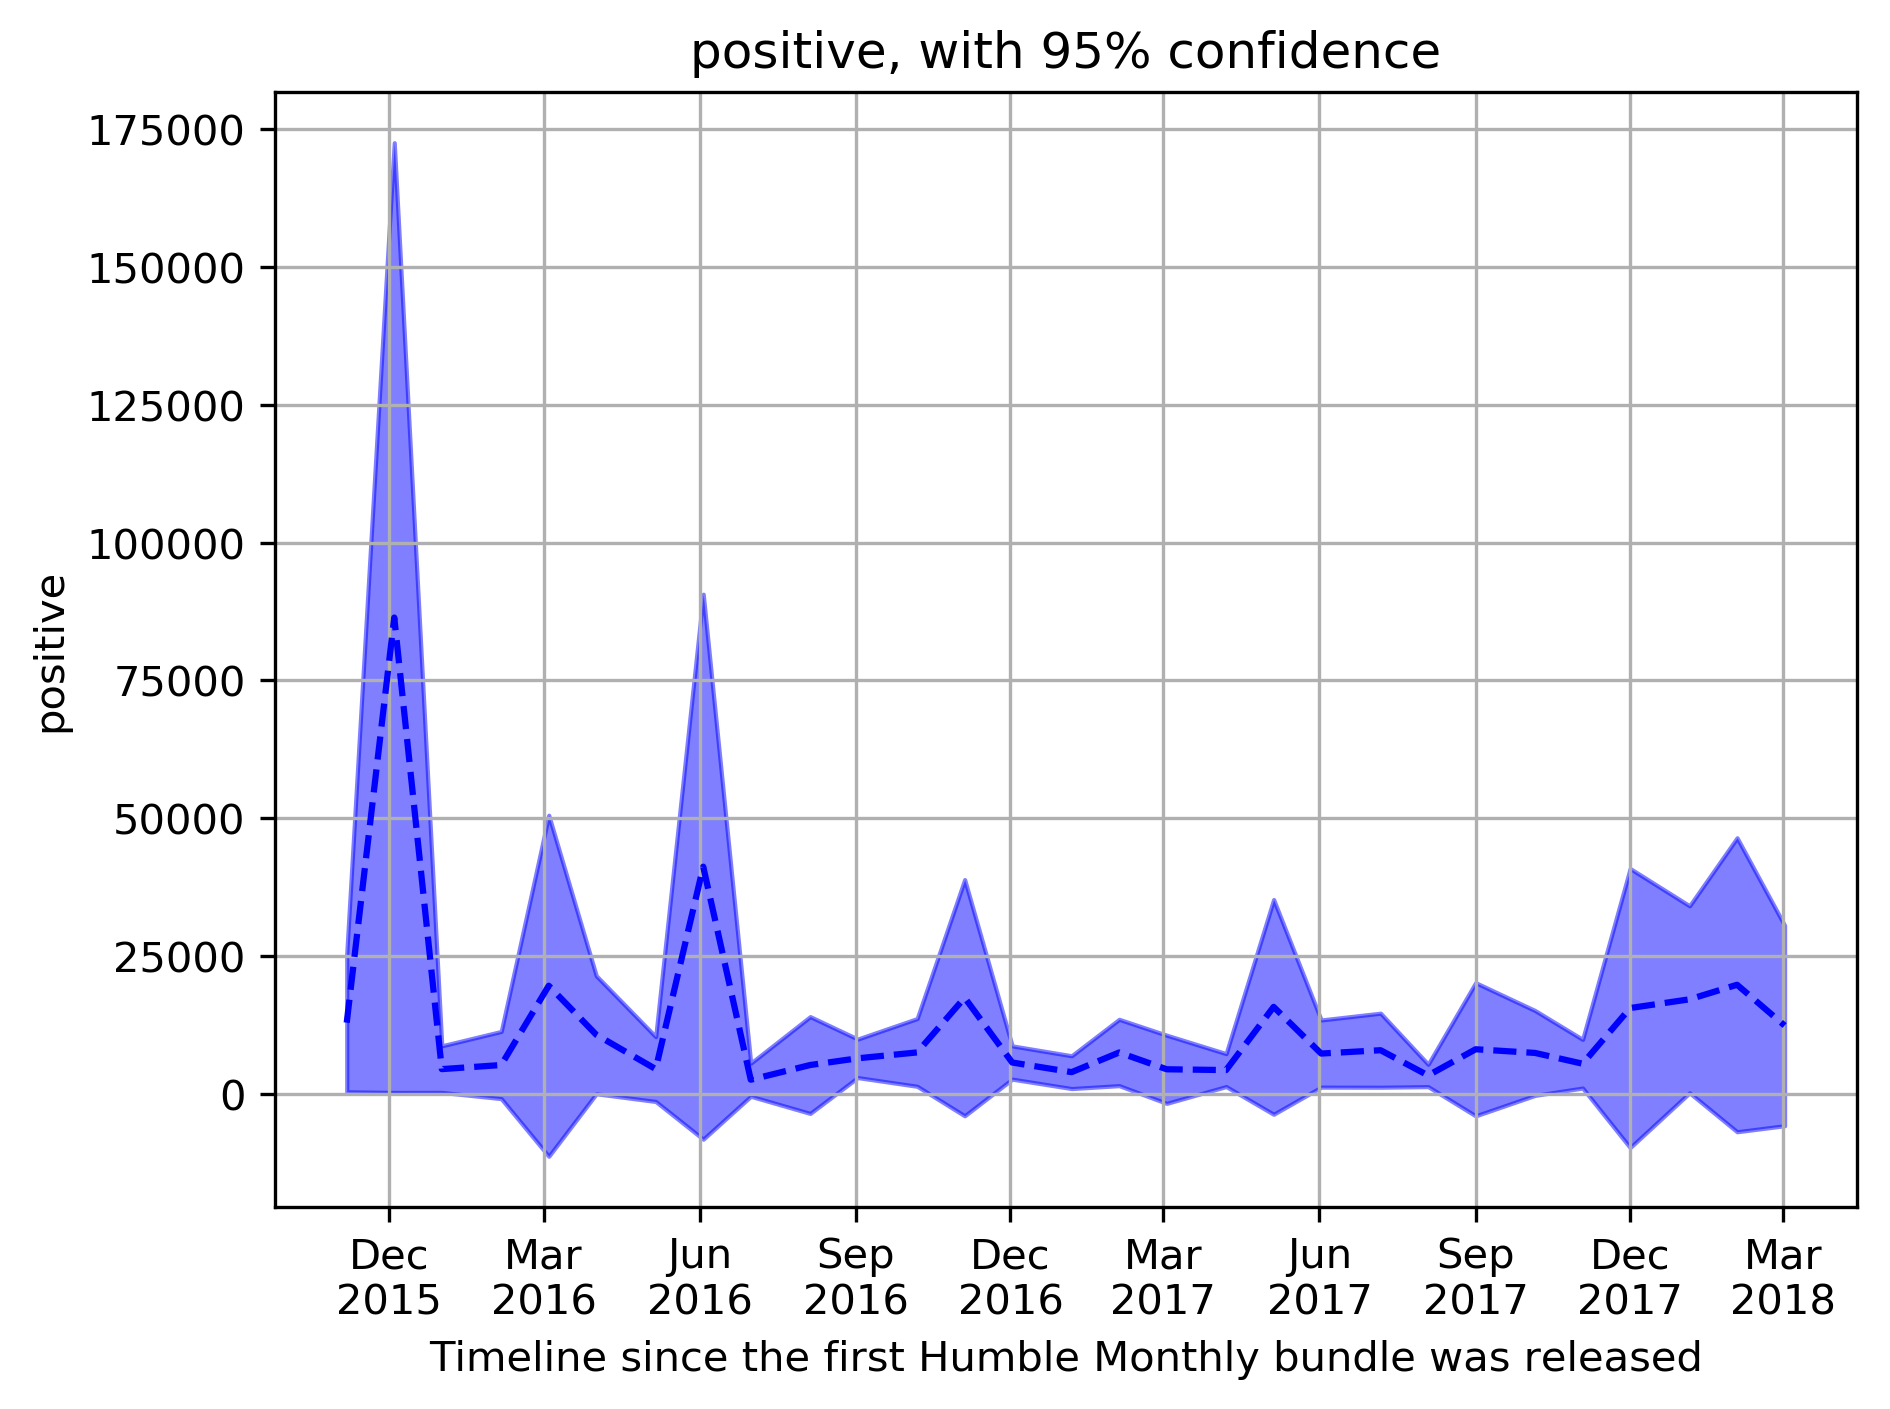 positive, with 95% confidence
175000
150000
125000
100000
75000
50000
25000
0
positive
Dec
2015
Mar
2016
Jun
2016
Sep
2016
Dec
2016
Mar
2017
Jun
2017
Sep
2017
Dec
2017
Mar
2018
Timeline since the first Humble Monthly bundle was released